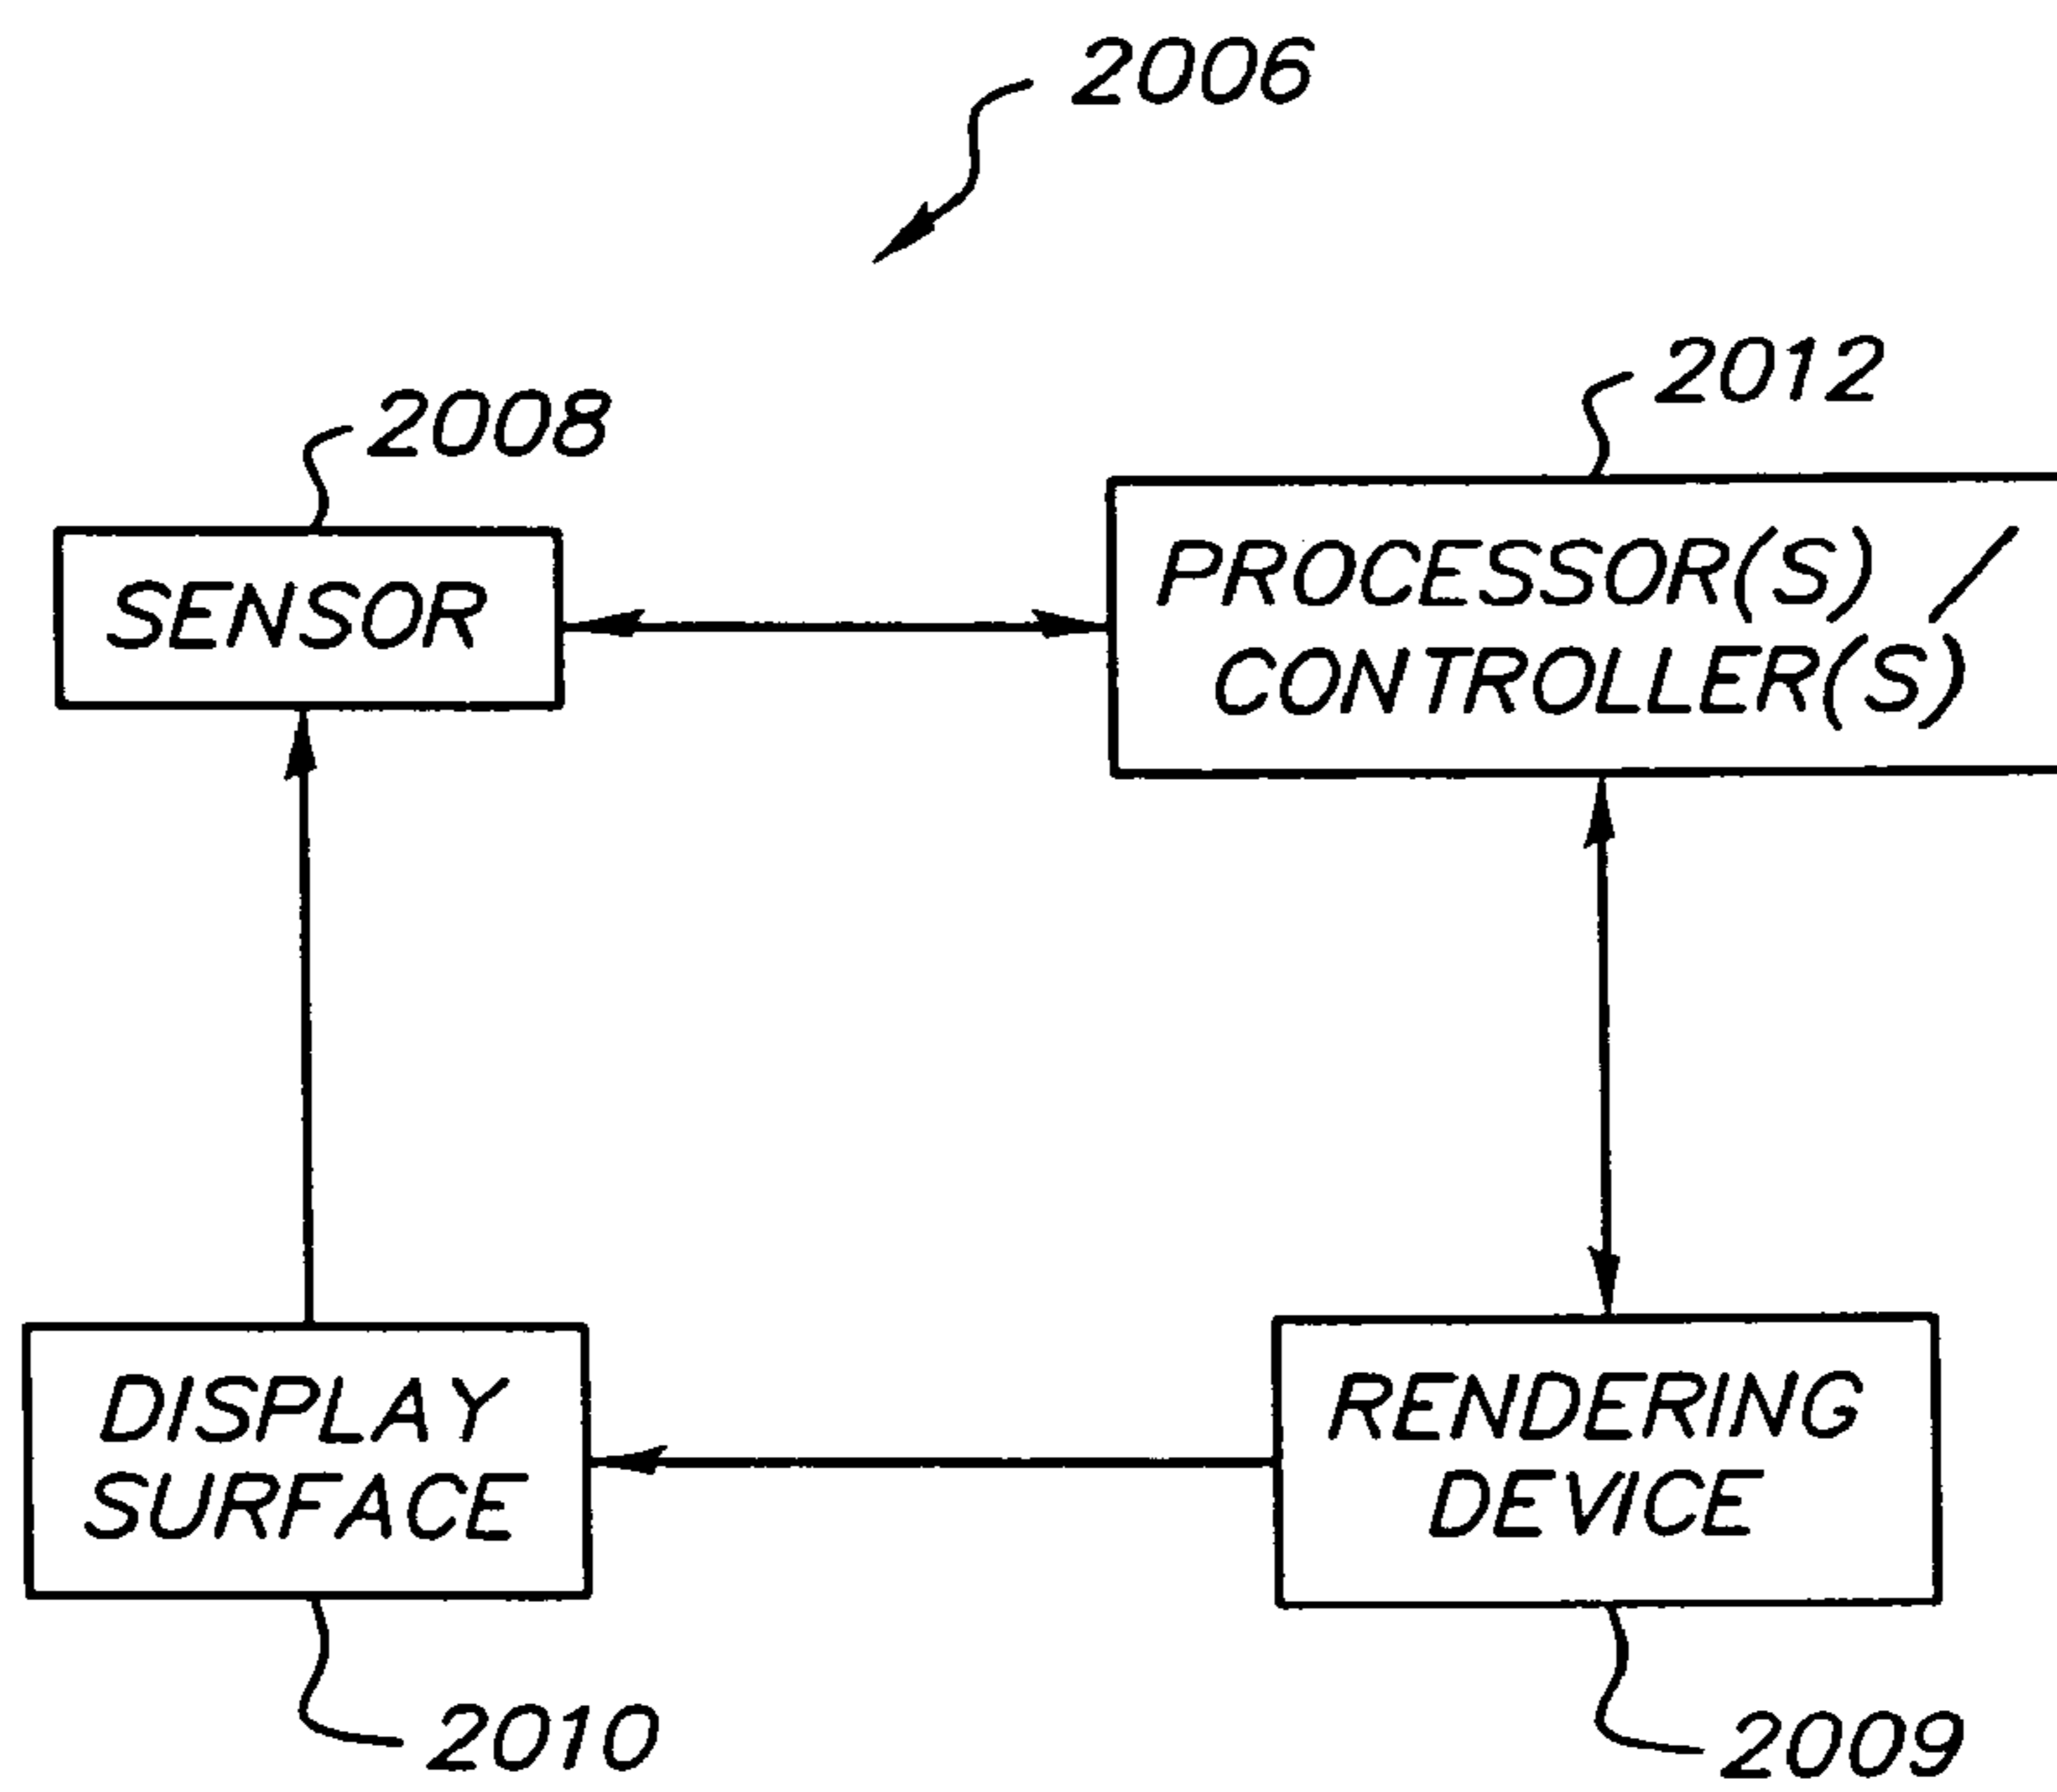 2006
2012
2008
PROCESSOR(S) /
CONTROLLER(S)
SENSOR
DISPLAY
SURFACE
RENDERING
DEVICE
2010
2009